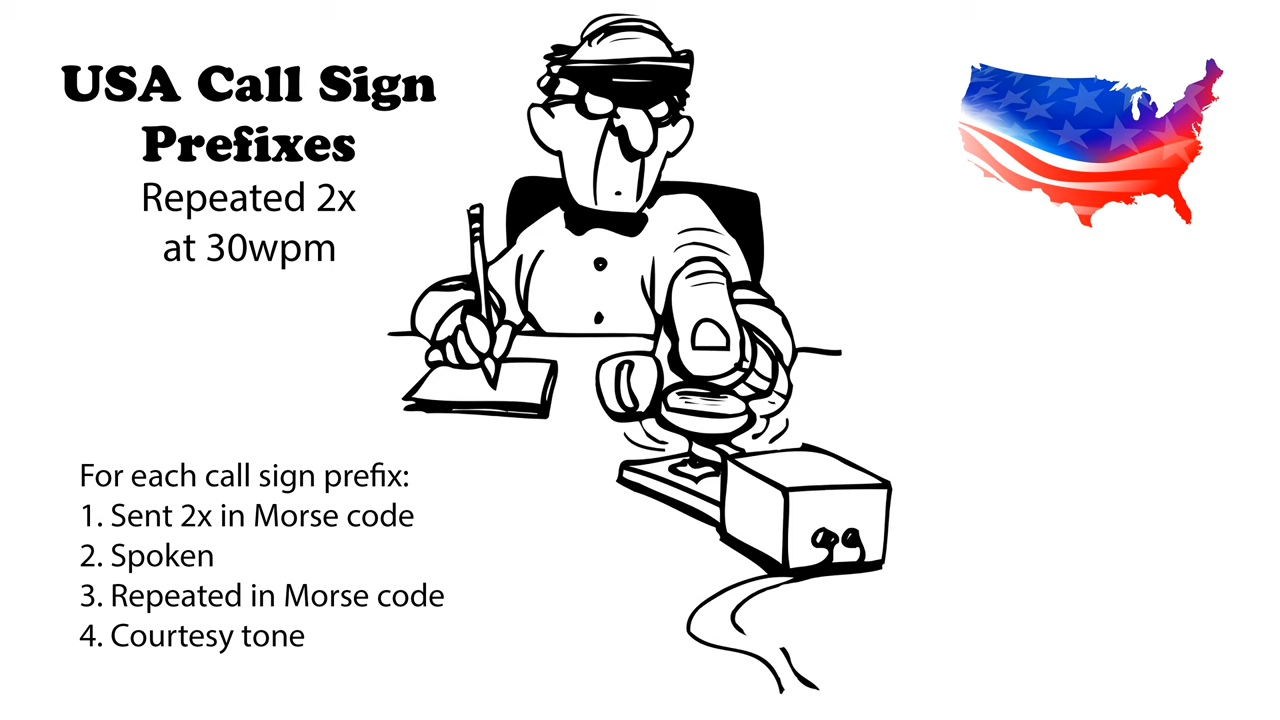 USA Call Sign
Prefixes
Repeated 2x
at 30wpm
For each call sign prefix:
1. Sent 2x in Morse code
2. Spoken
3. Repeated in Morse code
4. Courtesy tone